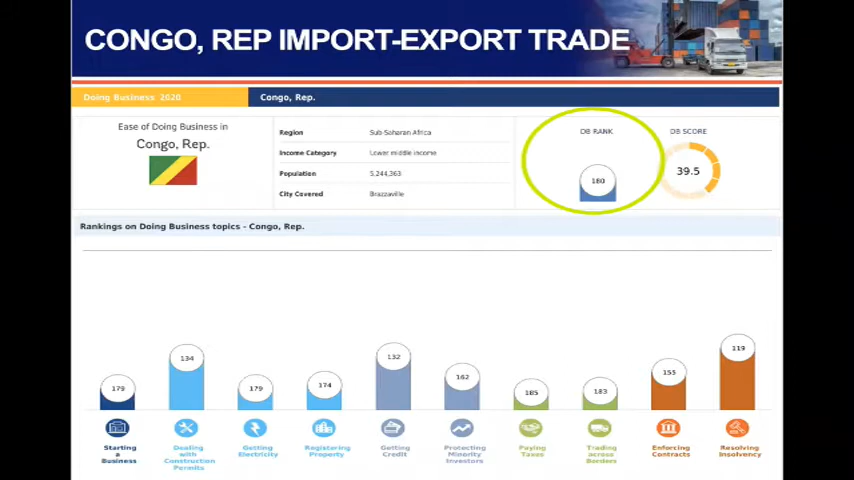 CONGO, REP IMPORT-EXPORT TRADE
Doing Business 2020
Congo, Rep.
Ease of Doing Business in
Congo, Rep.
Region
Sub-Saharan Africa
Income Category
Lower middle income
Population
5,244,363
City Covered
Brazzaville
DB RANK
DB SCORE
180
39.5
Rankings on Doing Business topics - Congo, Rep.
179
134
179
174
132
162
185
183
155
119
Starting
a
Business
Dealing
with
Construction
Permits
Getting
Electricity
Registering
Property
Getting
Credit
Protecting
Minority
Investors
Paying
Taxes
Trading
across
Borders
Enforcing
Contracts
Resolving
Insolvency